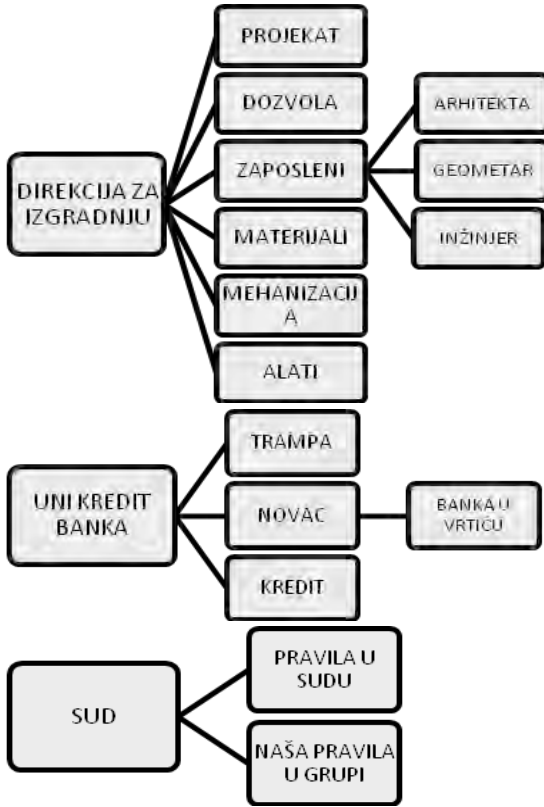 PROJEKAT
DOZVOLA
ARHITEKTA
ZAPOSLENI
GEOMETAR
DIREKCIJA ZA
IZGRADNJU
MATERIJALI
INŽINJER
MEHANIZACIJ
A
ALATI
TRAMPA
UNI KREDIT
BANKA
NOVAC
BANKA U
VRTIĆU
KREDIT
PRAVILA U
SUDU
SUD
NAŠA PRAVILA
U GRUPI